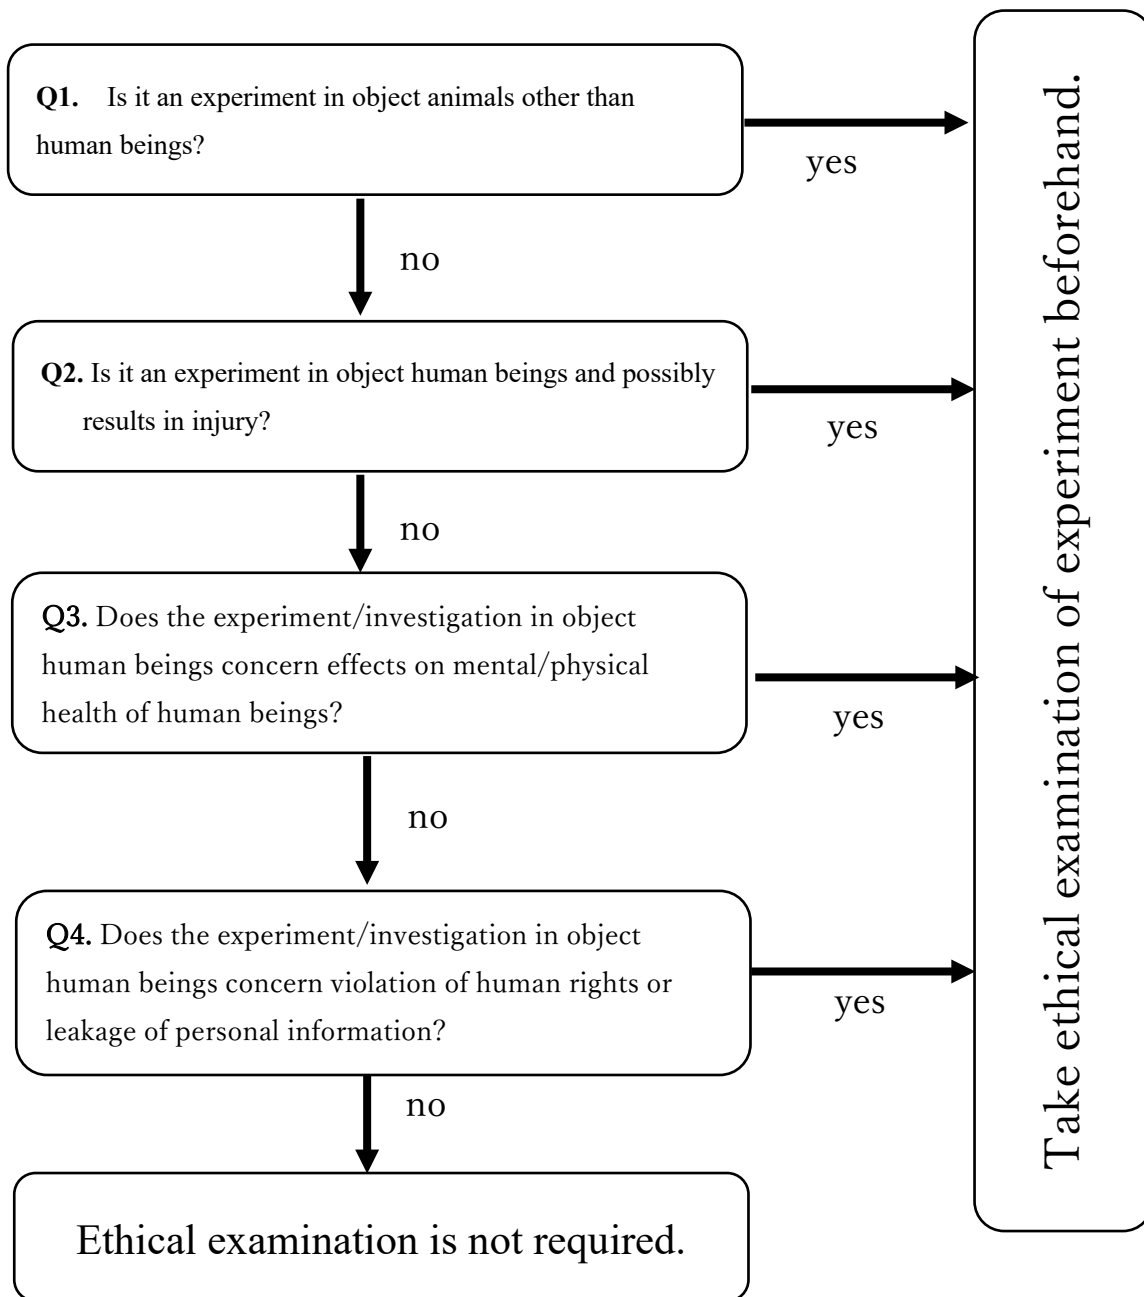 Q1. Is it an experiment in object animals other than
human beings?
yes
no
Q2. Is it an experiment in object human beings and possibly
results in injury?
yes
no
Q3. Does the experiment/investigation in object
human beings concern effects on mental/physical
health of human beings?
yes
no
Q4. Does the experiment/investigation in object
human beings concern violation of human rights or
leakage of personal information?
yes
no
Ethical examination is not required.
Take ethical examination of experiment beforehand.